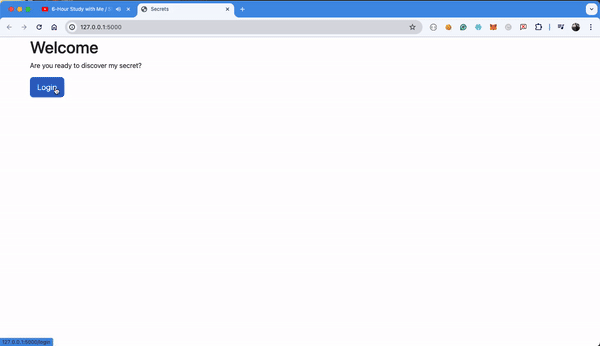 6-Hour Study with Me /
Secrets
127.0.0.1:5000
Welcome
Are you ready to discover my secret?
Login
127.0.0.1:5000/login